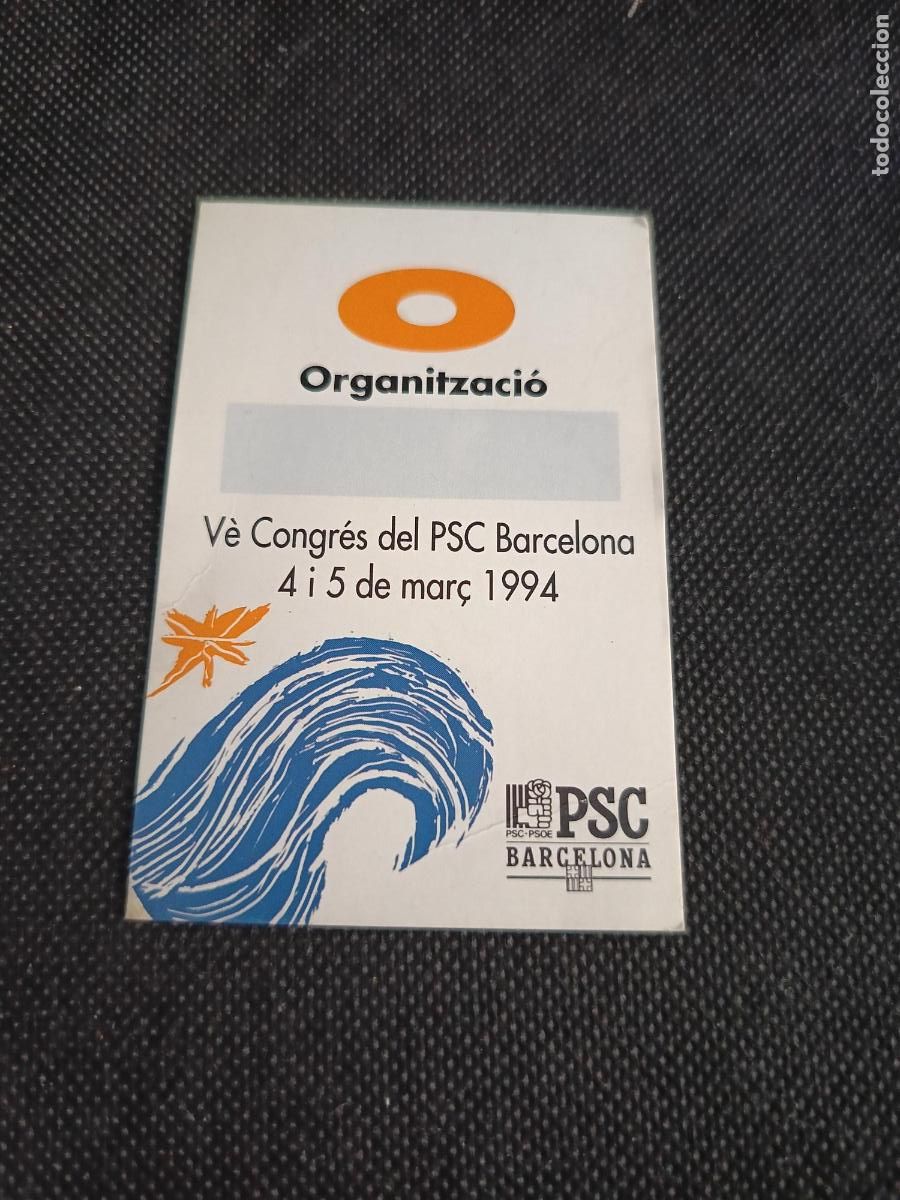 todocoleccion
Organització
Vè Congrés del PSC Barcelona
4 i 5 de març 1994
PSC
PSC-PSOE
BARCELONA